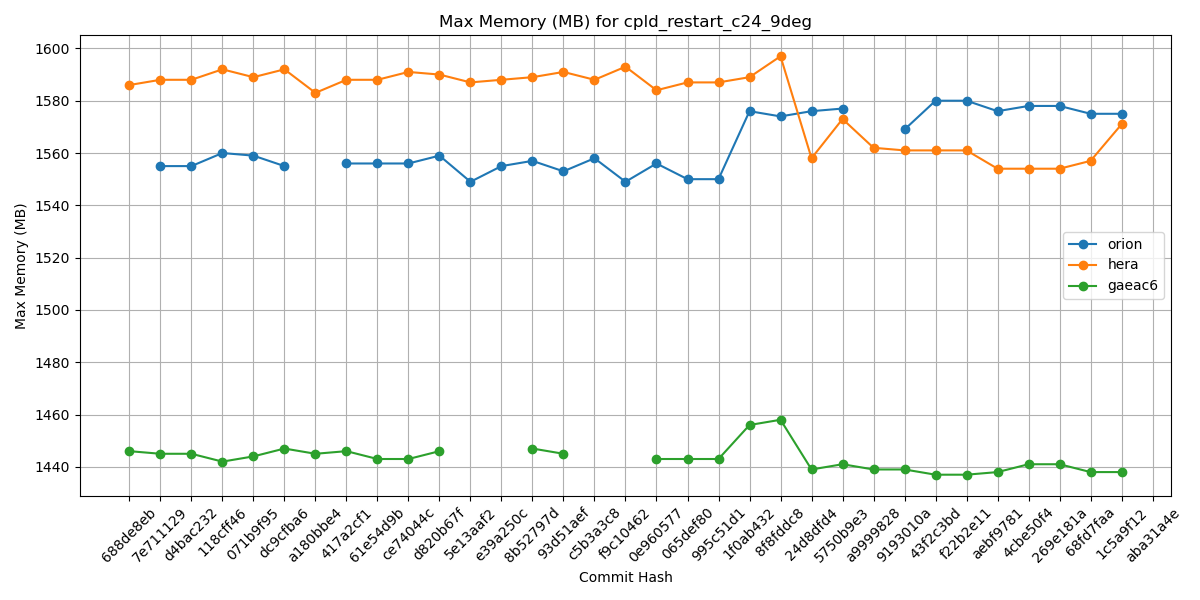 Max Memory (MB) for cpld_restart_c24_9deg
Max Memory (MB)
1600
1580
1560
1540
1520
1500
1480
1460
1440
orion
hera
gaeac6
688de8eb
7e711129
d4bac232
118cff46
071b9f95
dc9cfba6
a180bbe4
417a2cf1
61e54d9b
ce74044c
d820b67f
5e13aaf2
e39a250c
8b52797d
93d51aef
c5b3a3c8
f9c10462
0e960577
065def80
995c51d1
1f0ab432
8f8fddc8
24d8dfd4
5750b9e3
a9999828
9193010a
43f2c3bd
f22b2e11
aebf9781
4cbe50f4
269e181a
68fd7faa
1c5a9f12
aba31a4e
Commit Hash